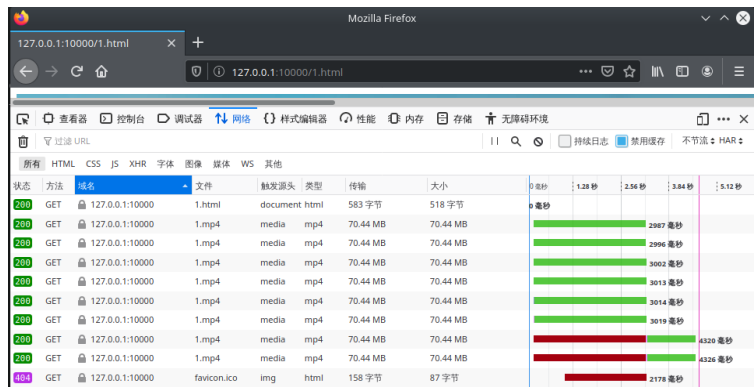 Mozilla Firefox
127.0.0.1:10000/1.html
127.0.0.1:10000/1.html
查看器 控制台 调试器 网络 样式编辑器 性能 内存 存储 无障碍环境
过滤 URL 持续日志 禁用缓存 不节流 HAR
所有 HTML CSS JS XHR 字体 图像 媒体 WS 其他
状态 方法 域名 文件 触发源头 类型 传输 大小 0 毫秒 1.28 秒 2.56 秒 3.84 秒 5.12 秒
200 GET 127.0.0.1:10000 1.html document html 583 字节 518 字节 0 毫秒
200 GET 127.0.0.1:10000 1.mp4 media mp4 70.44 MB 70.44 MB 2987 毫秒
200 GET 127.0.0.1:10000 1.mp4 media mp4 70.44 MB 70.44 MB 2996 毫秒
200 GET 127.0.0.1:10000 1.mp4 media mp4 70.44 MB 70.44 MB 3002 毫秒
200 GET 127.0.0.1:10000 1.mp4 media mp4 70.44 MB 70.44 MB 3013 毫秒
200 GET 127.0.0.1:10000 1.mp4 media mp4 70.44 MB 70.44 MB 3014 毫秒
200 GET 127.0.0.1:10000 1.mp4 media mp4 70.44 MB 70.44 MB 3019 毫秒
200 GET 127.0.0.1:10000 1.mp4 media mp4 70.44 MB 70.44 MB 4320 毫秒
200 GET 127.0.0.1:10000 1.mp4 media mp4 70.44 MB 70.44 MB 4326 毫秒
404 GET 127.0.0.1:10000 favicon.ico img html 158 字节 87 字节 2178 毫秒